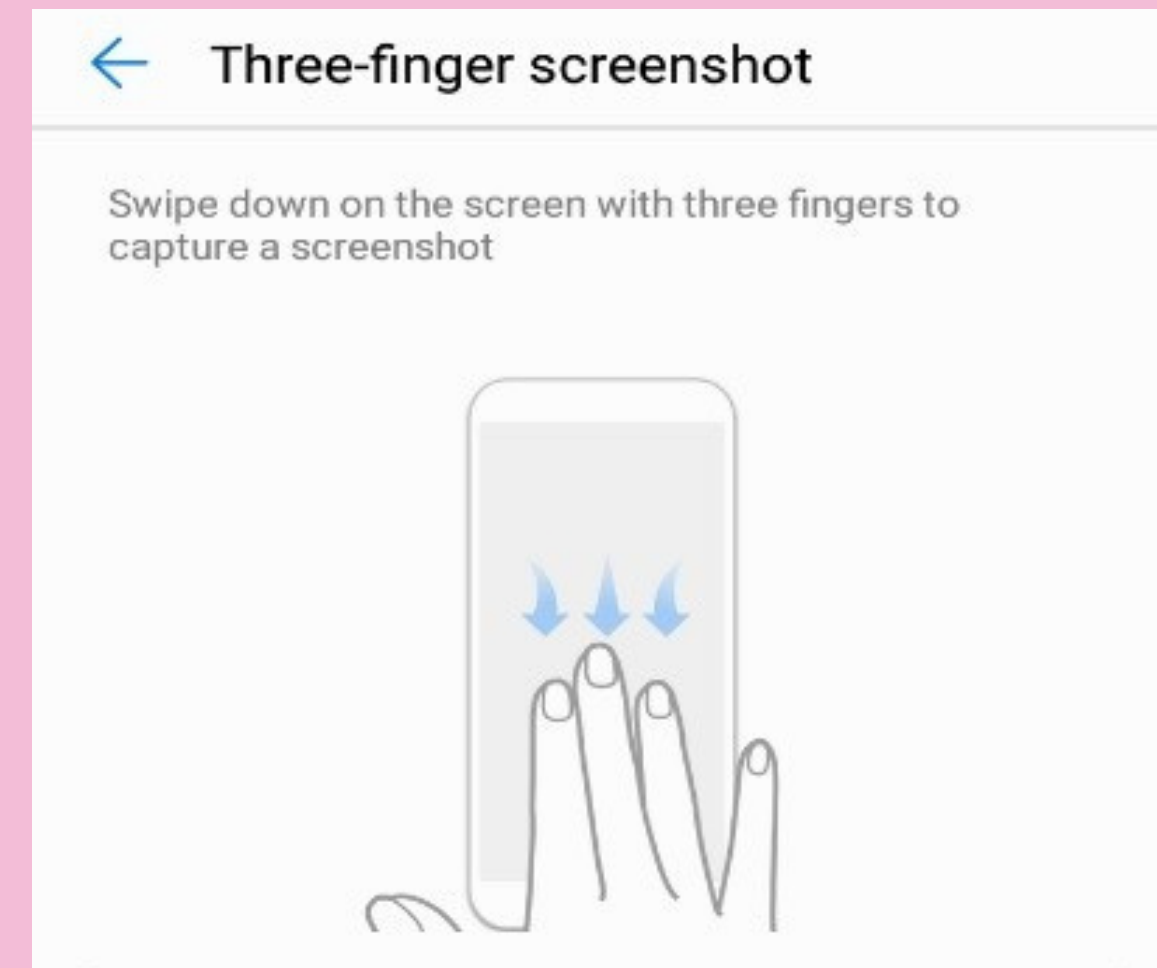 Three-finger screenshot
Swipe down on the screen with three fingers to
capture a screenshot